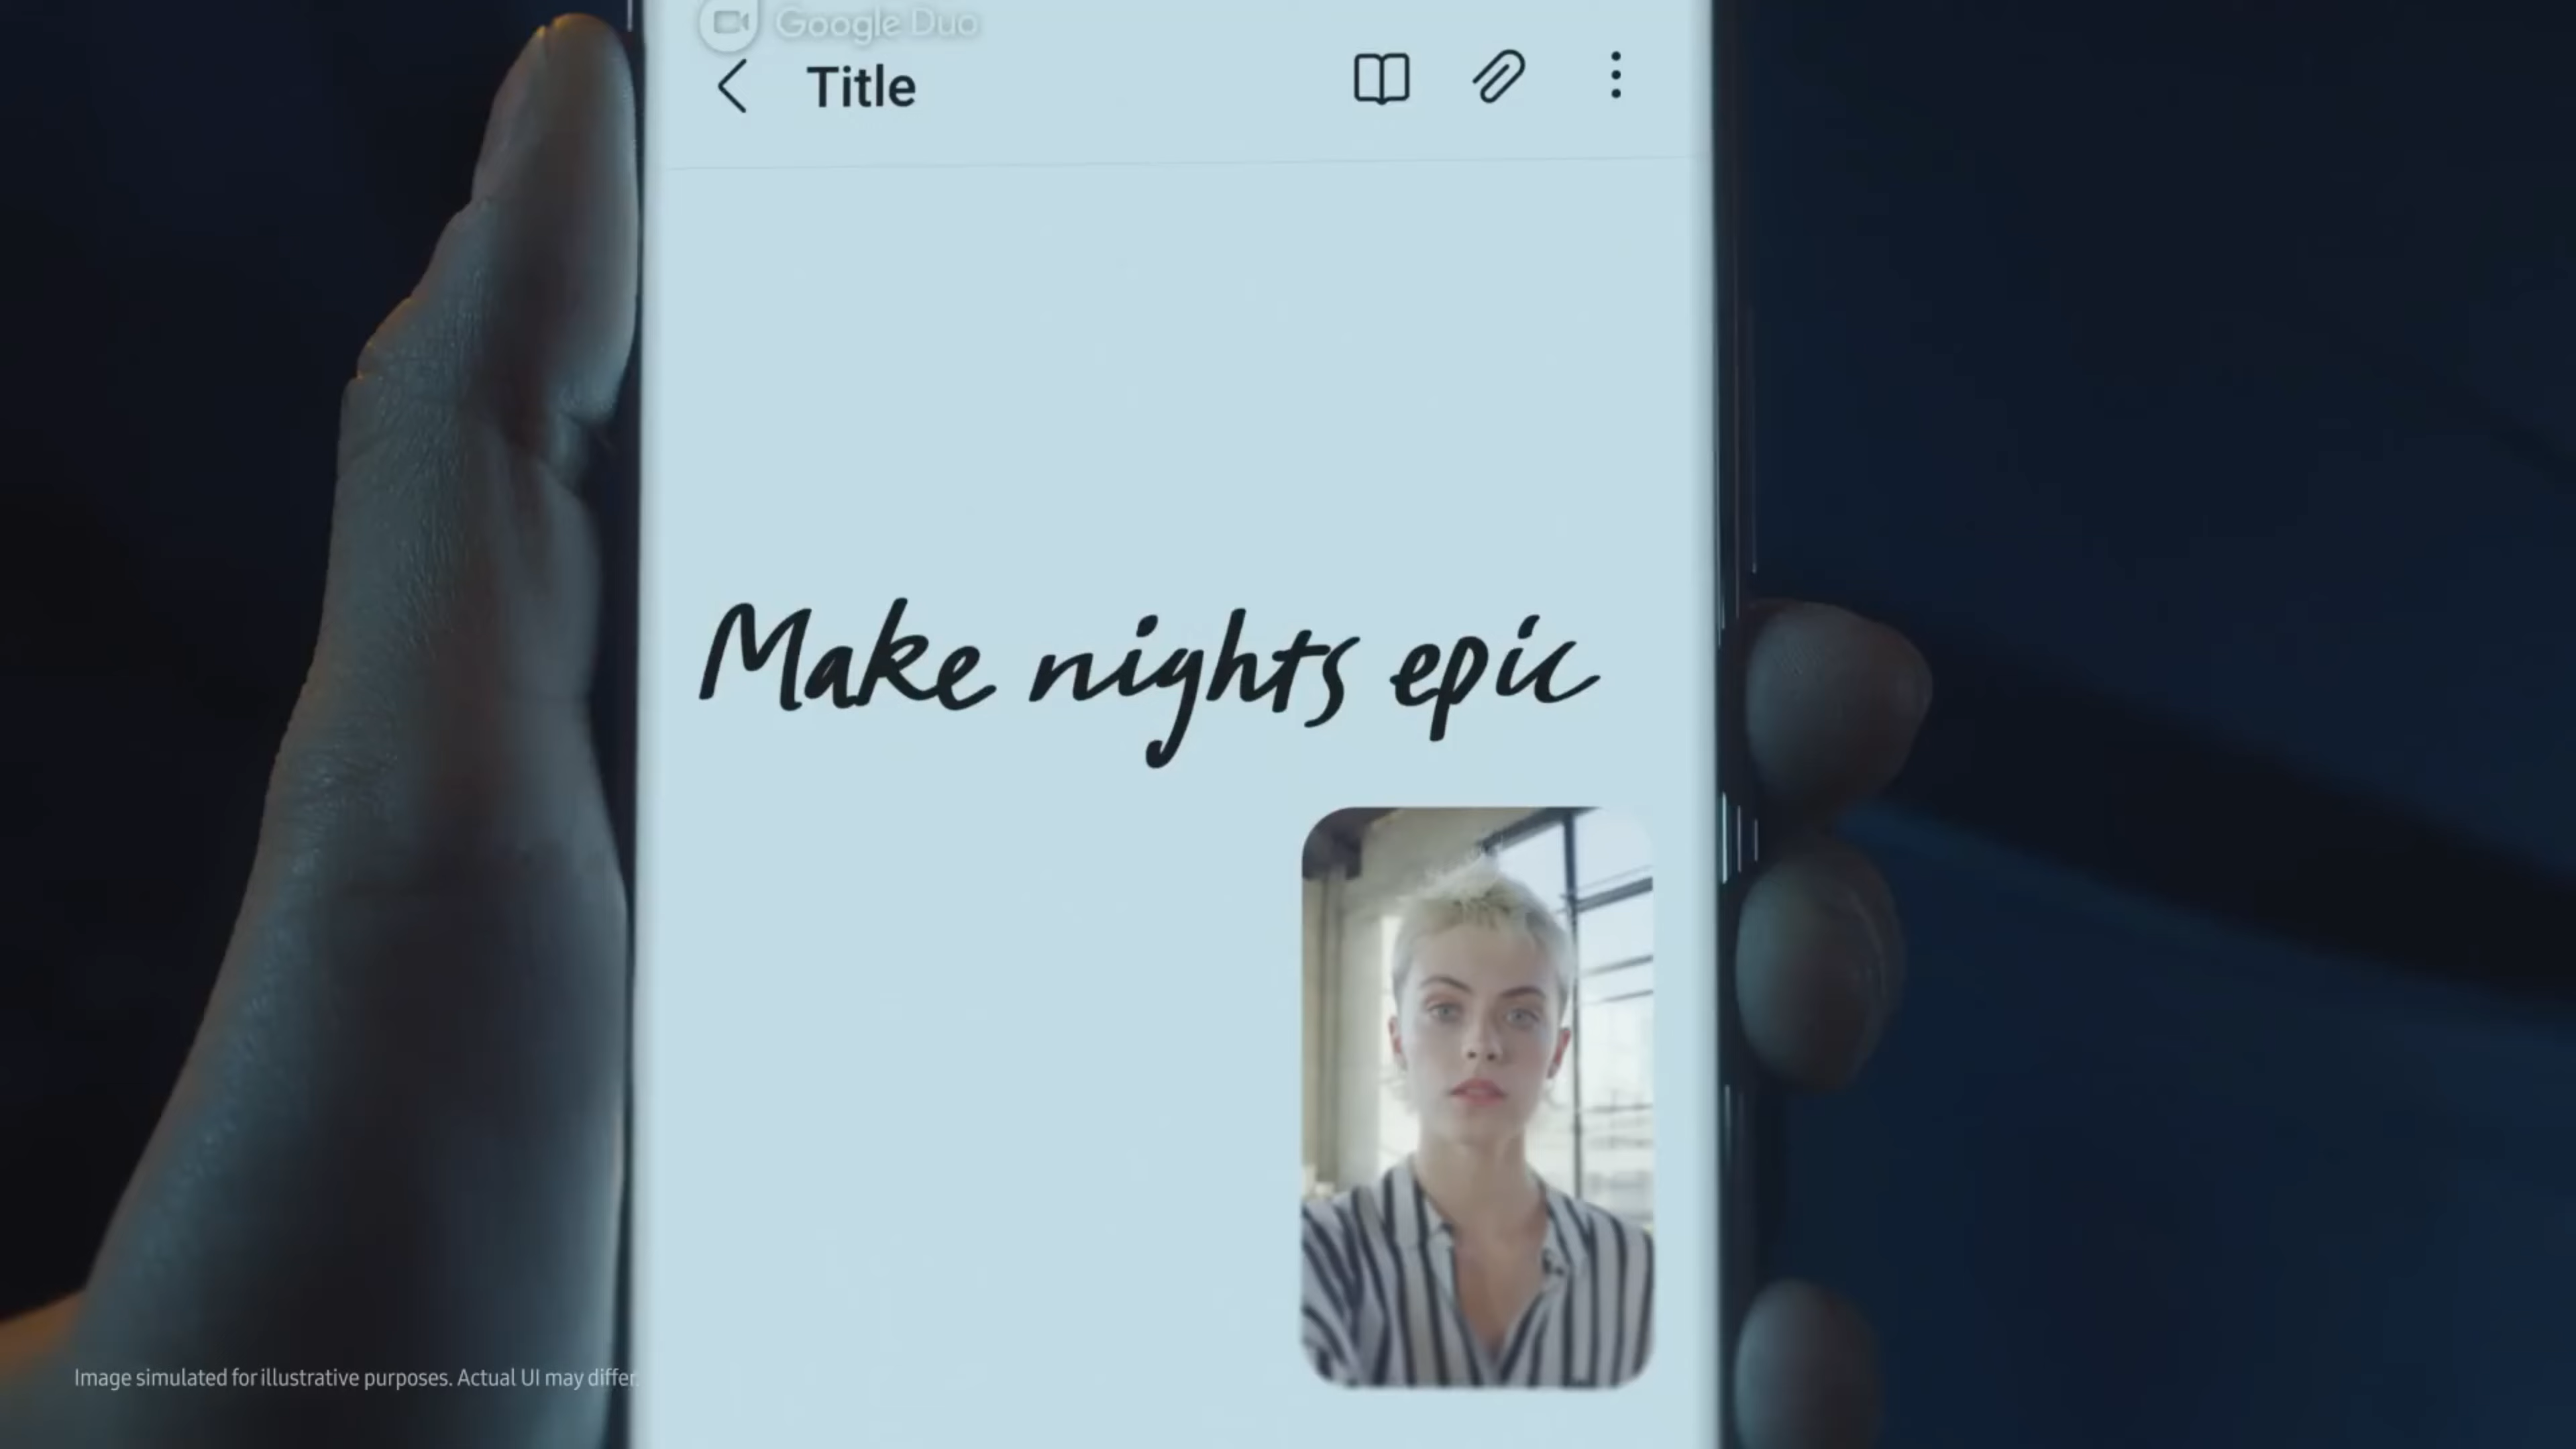 Google Duo
Title
Make nights epic
Image simulated for illustrative purposes. Actual UI may differ.